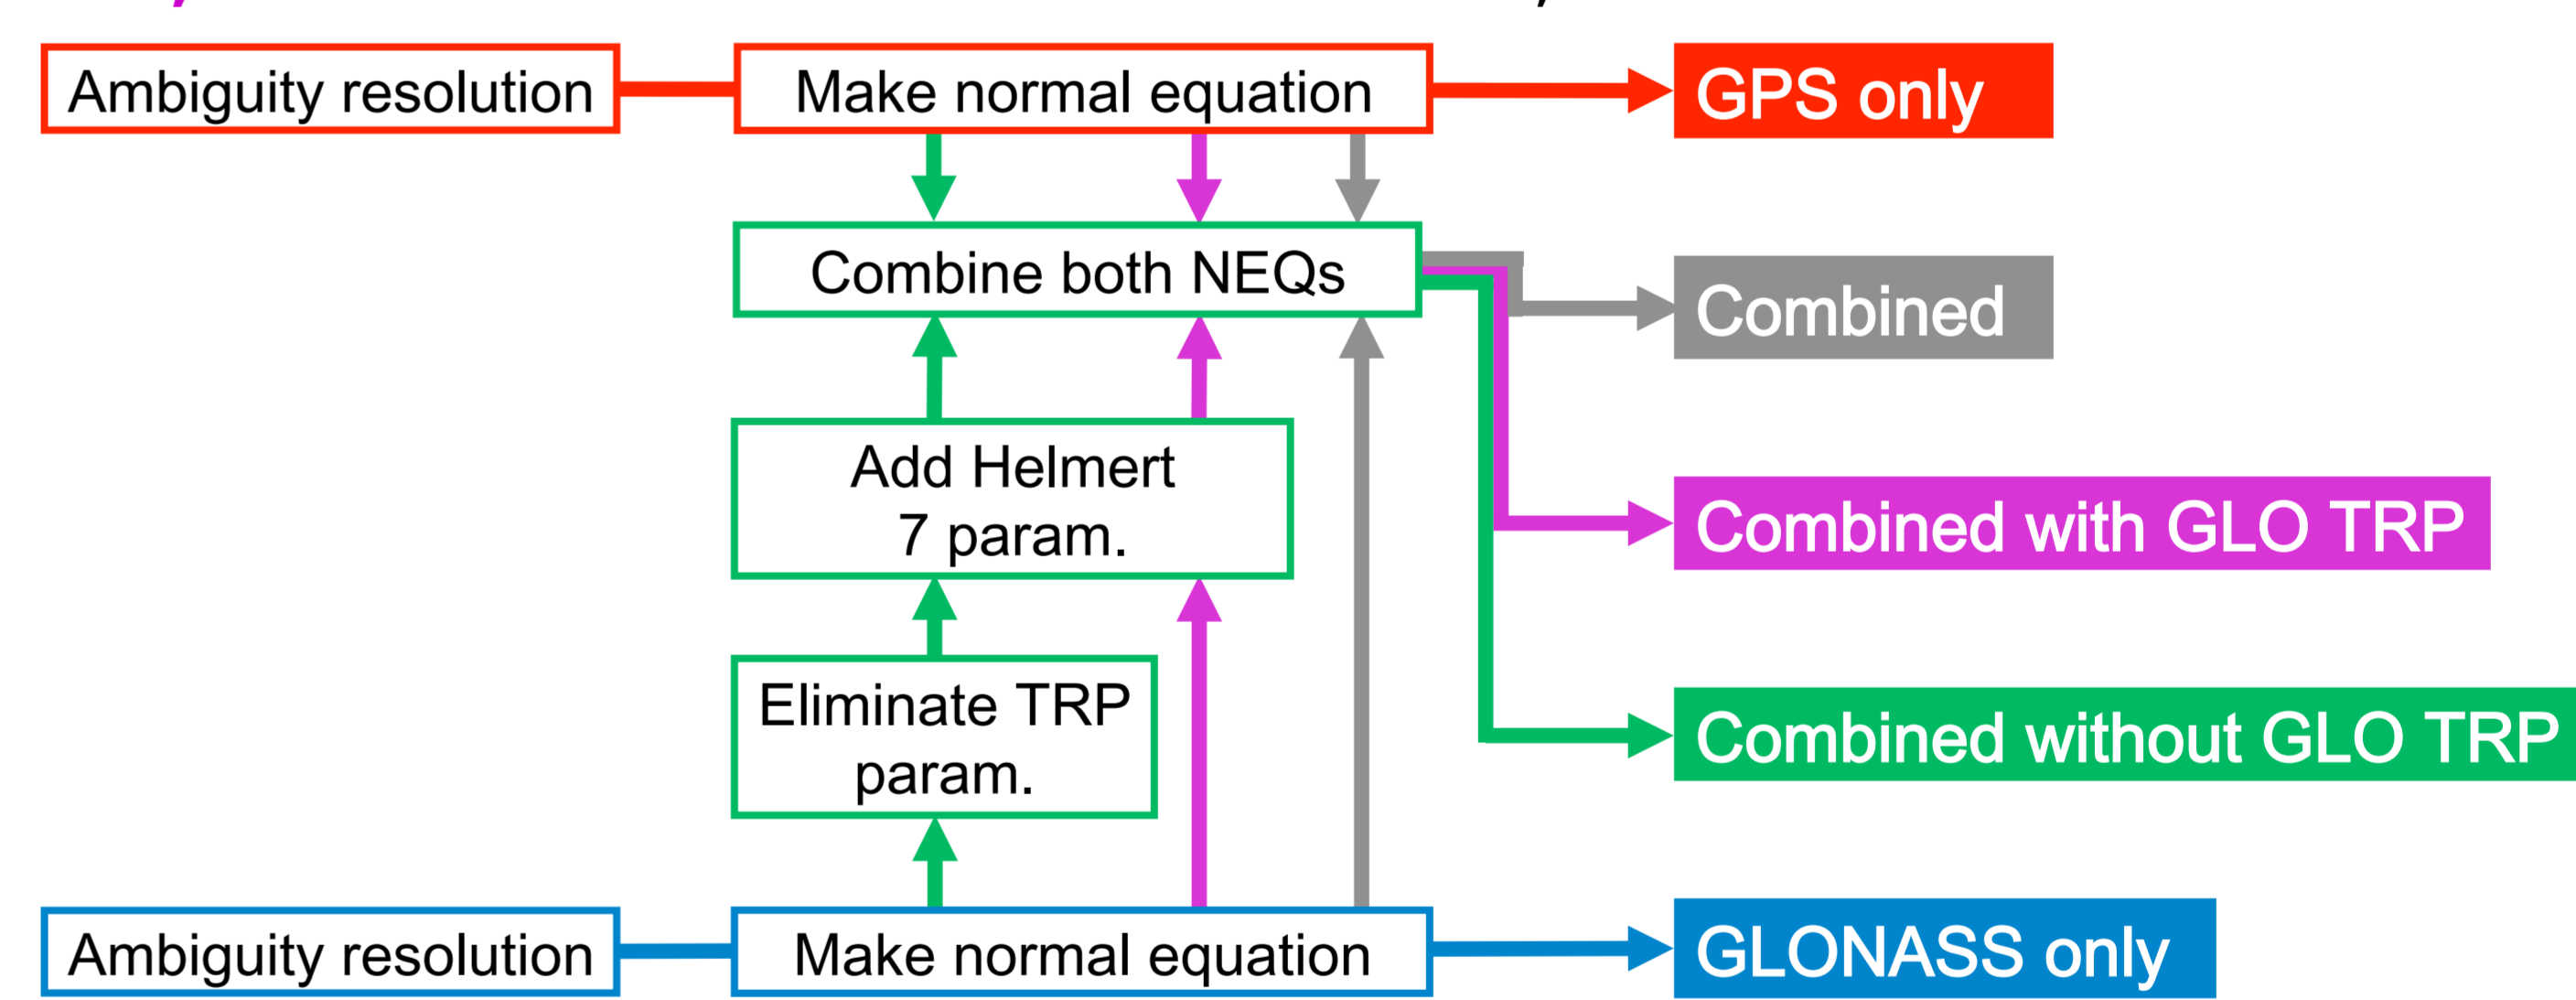 Ambiguity resolution
Make normal equation
GPS only
Combine both NEQs
Combined
Add Helmert
7 param.
Combined with GLO TRP
Eliminate TRP
param.
Combined without GLO TRP
Ambiguity resolution
Make normal equation
GLONASS only